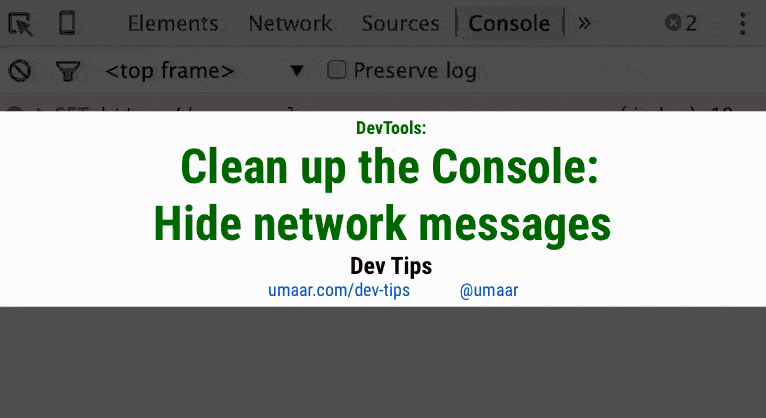 Elements Network Sources Console » 2
<top frame> ▼ Preserve log
DevTools:
Clean up the Console:
Hide network messages
Dev Tips
umaar.com/dev-tips @umaar